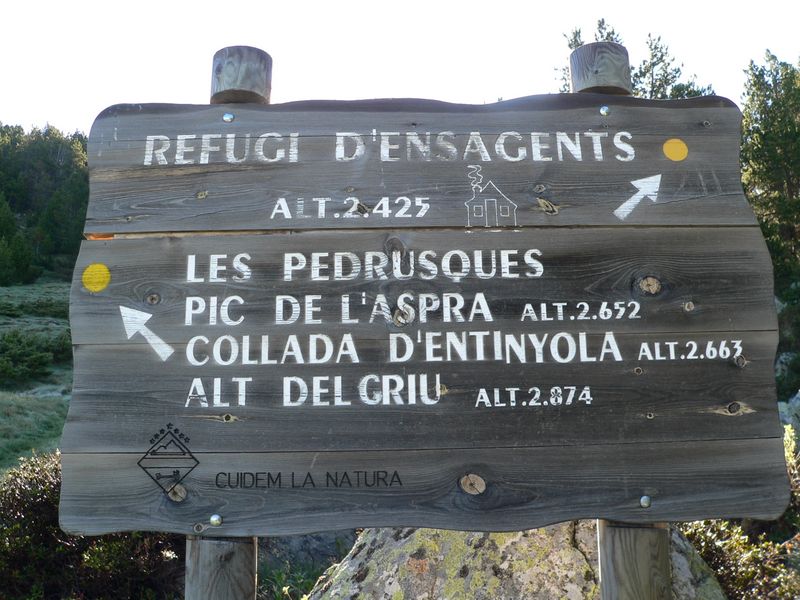 REFUGI D'ENSAGENTS
ALT.2.425
LES PEDRUSQUES
PIC DE L'ASPRA ALT.2.652
COLLADA D'ENTINYOLA ALT.2.663
ALT DEL GRIU ALT.2.874
CUIDEM LA NATURA